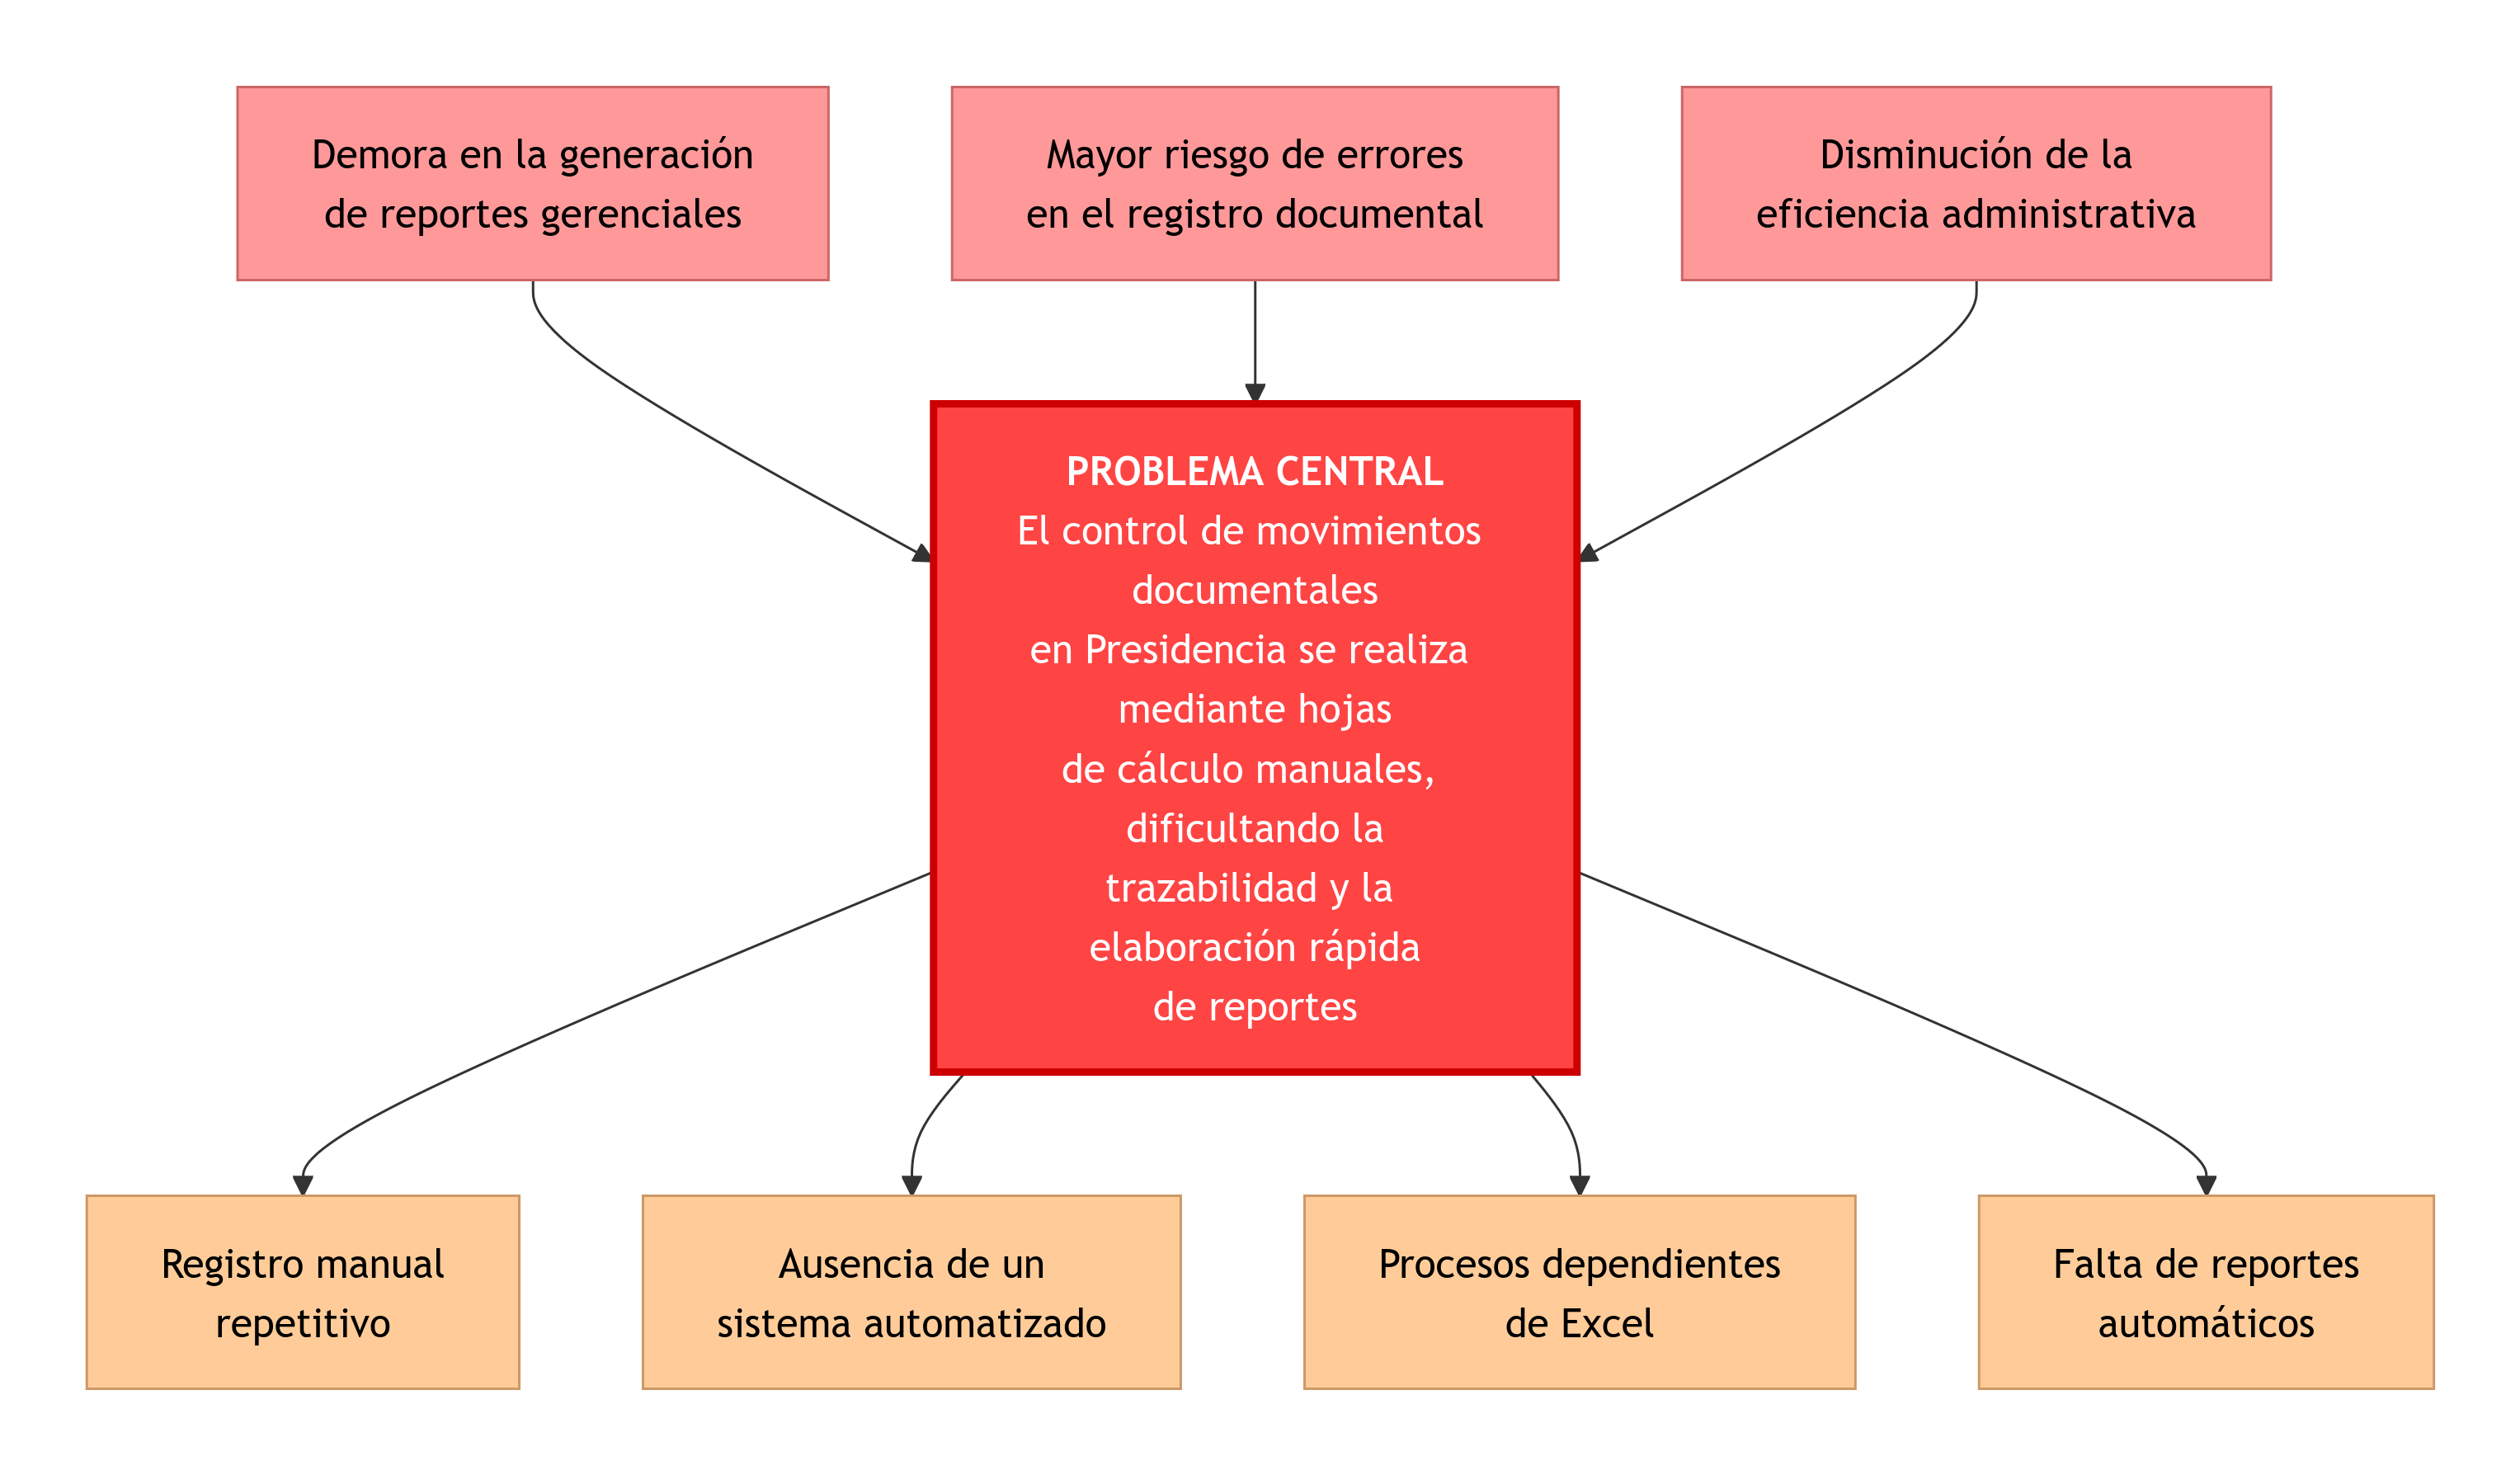 Demora en la generación
de reportes gerenciales
Mayor riesgo de errores
en el registro documental
Disminución de la
eficiencia administrativa
PROBLEMA CENTRAL
El control de movimientos
documentales
en Presidencia se realiza
mediante hojas
de cálculo manuales,
dificultando la
trazabilidad y la
elaboración rápida
de reportes
Registro manual
repetitivo
Ausencia de un
sistema automatizado
Procesos dependientes
de Excel
Falta de reportes
automáticos